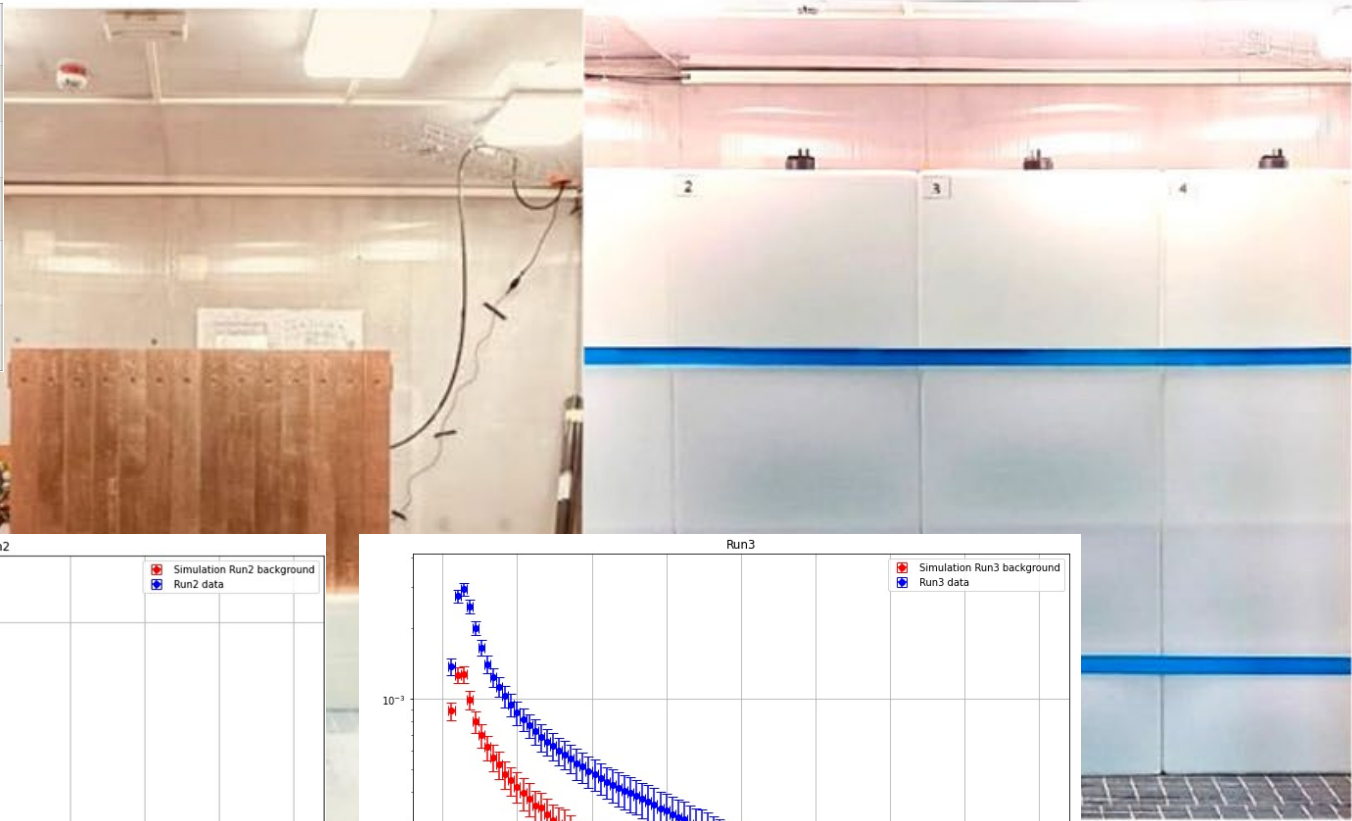 2
3
4
Simulation Run2 background
Run2 data
Run3
Simulation Run3 background
Run3 data
10⁻³